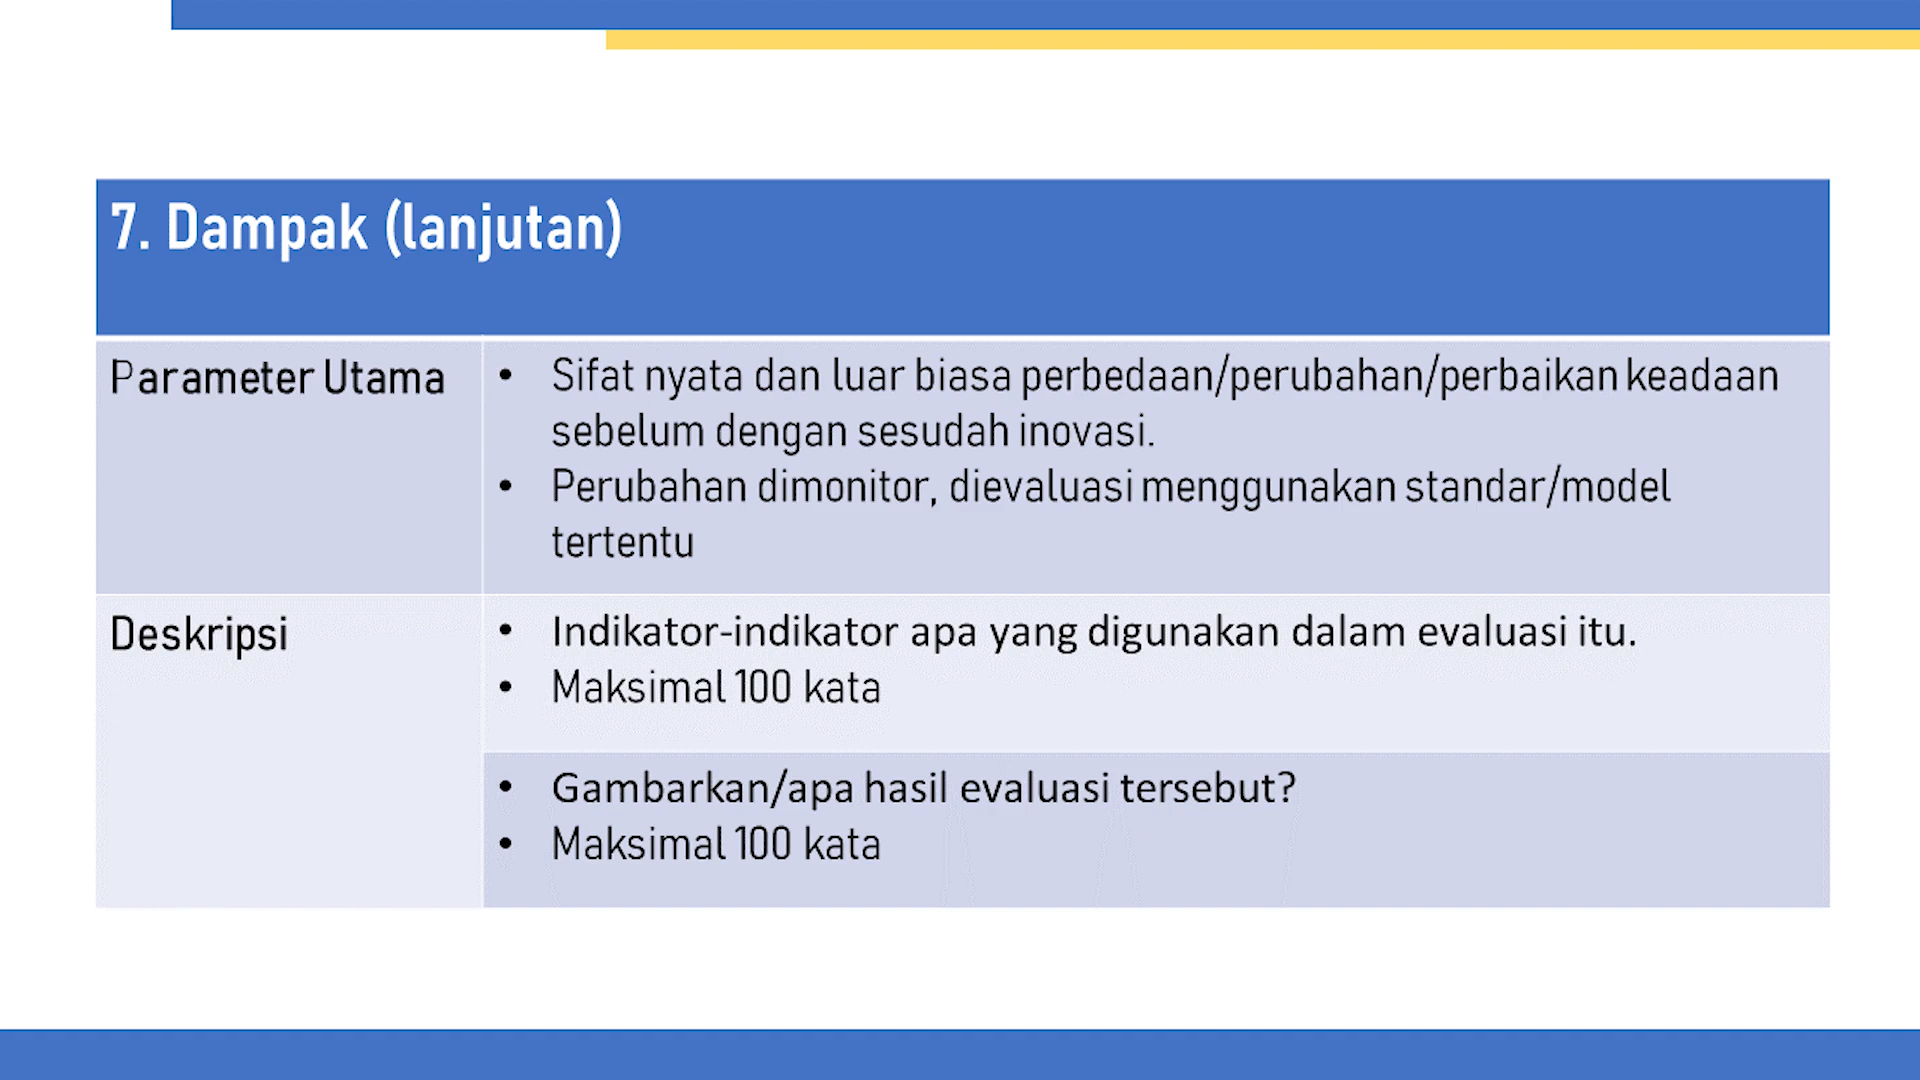 7. Dampak (lanjutan)
Parameter Utama
• Sifat nyata dan luar biasa perbedaan/perubahan/perbaikan keadaan
sebelum dengan sesudah inovasi.
• Perubahan dimonitor, dievaluasi menggunakan standar/model
tertentu
Deskripsi
• Indikator-indikator apa yang digunakan dalam evaluasi itu.
• Maksimal 100 kata
• Gambarkan/apa hasil evaluasi tersebut?
• Maksimal 100 kata